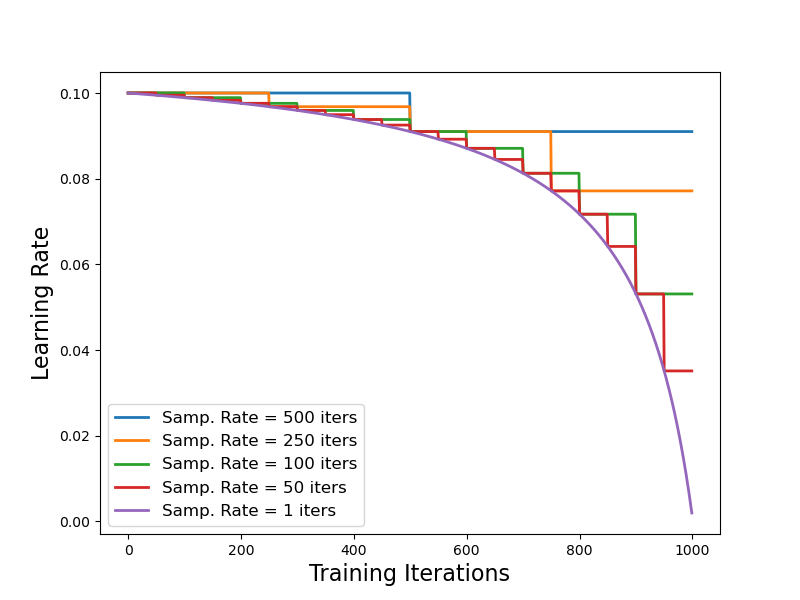 0.10
0.08
0.06
0.04
0.02
0.00
Learning Rate
Samp. Rate = 500 iters
Samp. Rate = 250 iters
Samp. Rate = 100 iters
Samp. Rate = 50 iters
Samp. Rate = 1 iters
0 200 400 600 800 1000
Training Iterations